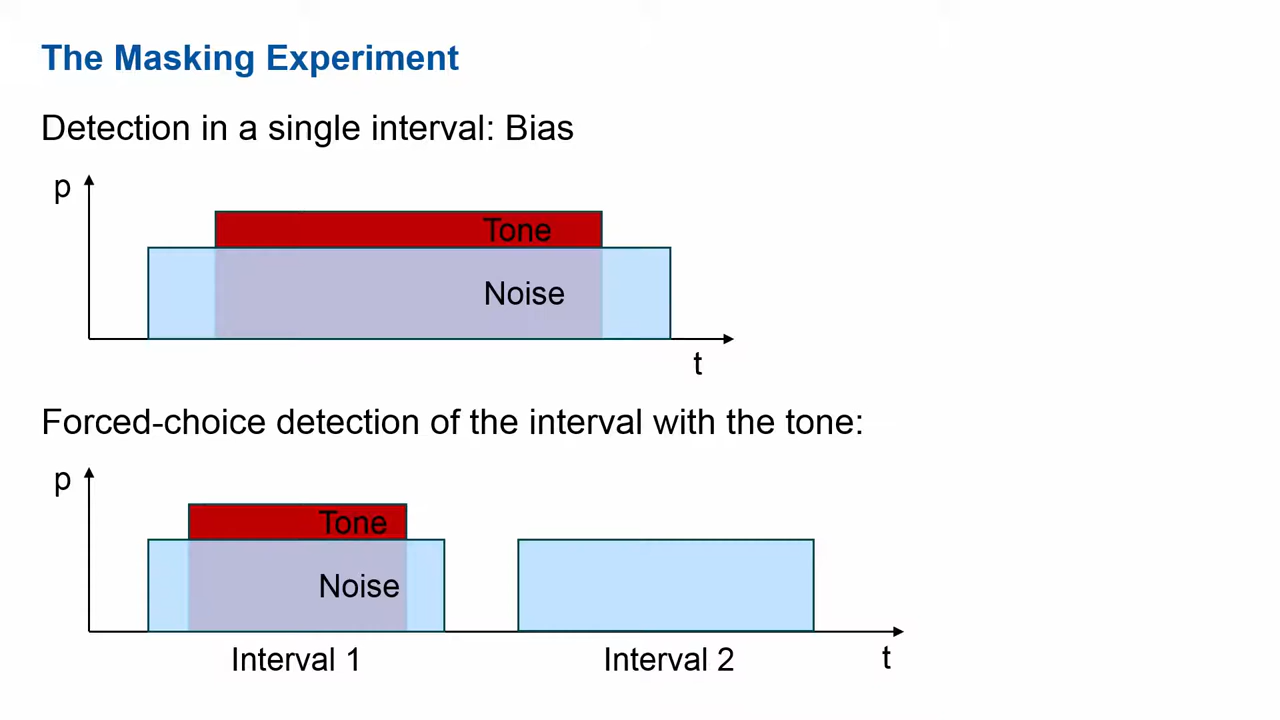 The Masking Experiment
Detection in a single interval: Bias
p
Tone
Noise
t
Forced-choice detection of the interval with the tone:
p
Tone
Noise
Interval 1
Interval 2
t